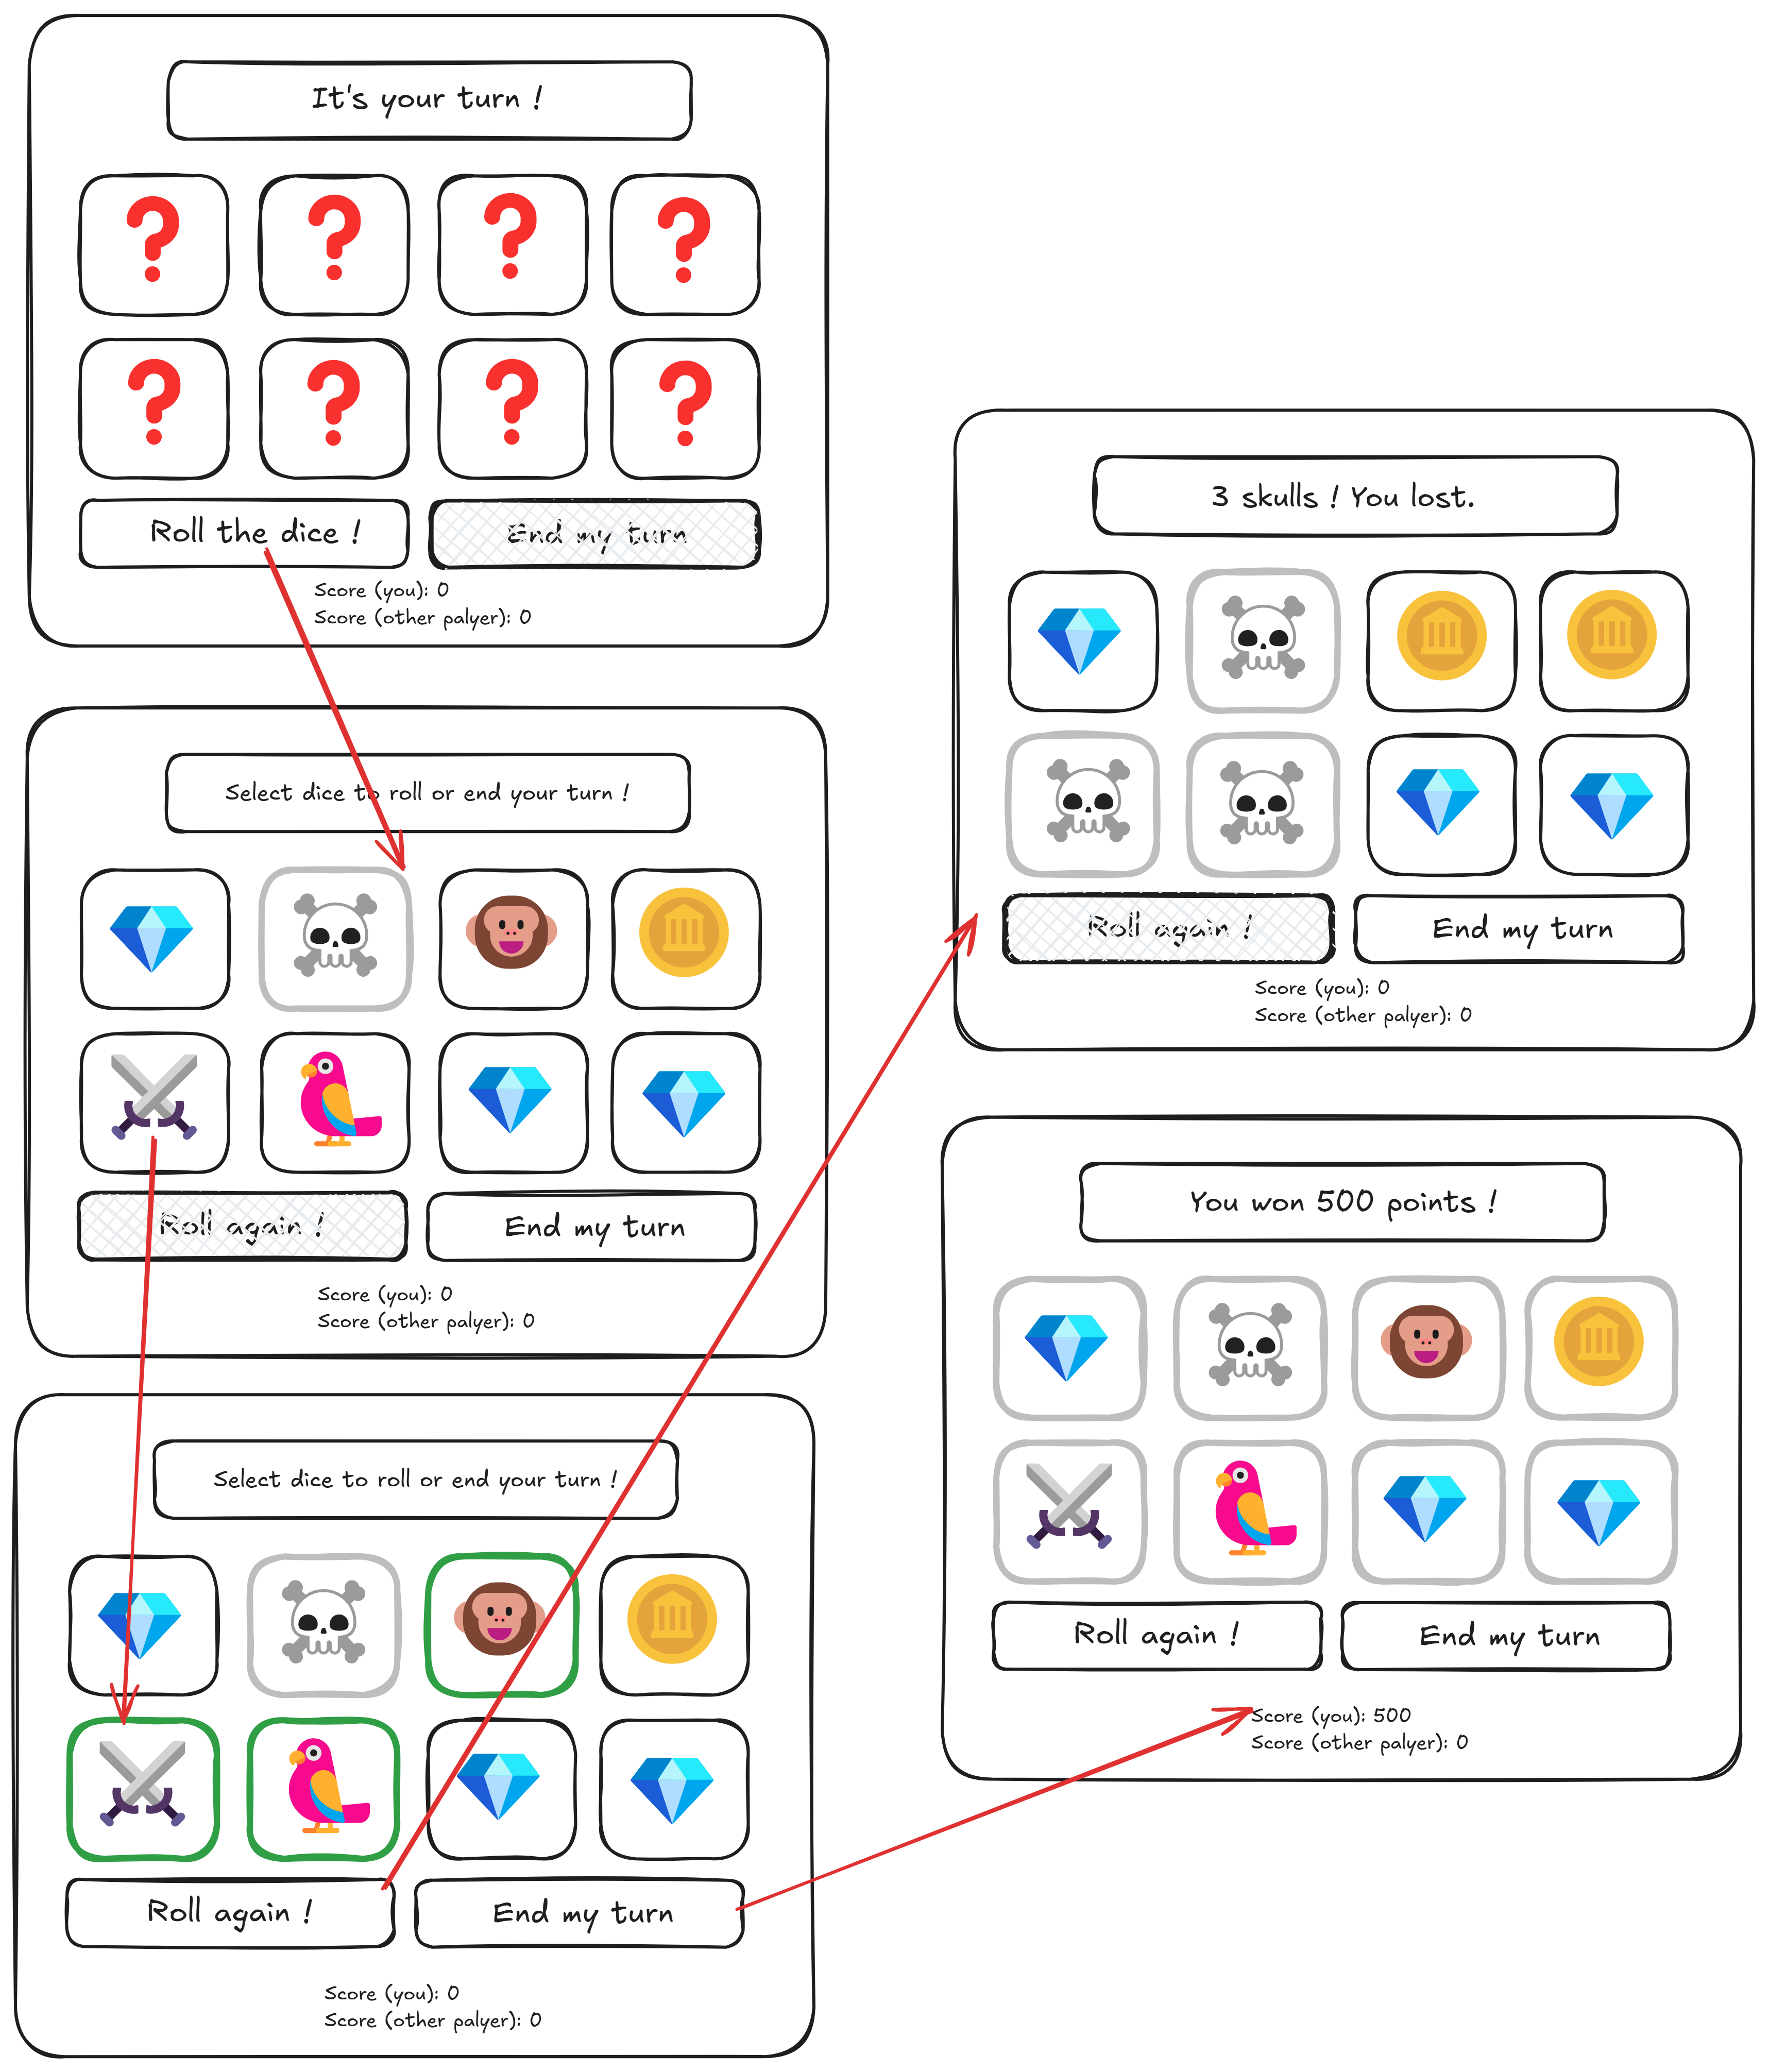 It's your turn !
Roll the dice !
End my turn
Score (you): 0
Score (other palyer): 0
Select dice to roll or end your turn !
Roll again !
End my turn
Score (you): 0
Score (other palyer): 0
Select dice to roll or end your turn !
Roll again !
End my turn
Score (you): 0
Score (other palyer): 0
3 skulls ! You lost.
Roll again !
End my turn
Score (you): 0
Score (other palyer): 0
You won 500 points !
Roll again !
End my turn
Score (you): 500
Score (other palyer): 0